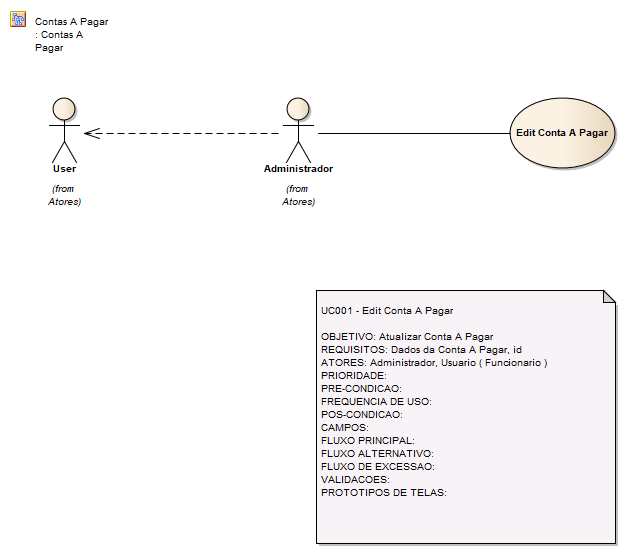 Contas A Pagar
: Contas A
Pagar
Edit Conta A Pagar
User
Administrador
(from
Atores)
(from
Atores)
UC001 - Edit Conta A Pagar
OBJETIVO: Atualizar Conta A Pagar
REQUISITOS: Dados da Conta A Pagar, id
ATORES: Administrador, Usuario ( Funcionario )
PRIORIDADE:
PRE-CONDICAO:
FREQUENCIA DE USO:
POS-CONDICAO:
CAMPOS:
FLUXO PRINCIPAL:
FLUXO ALTERNATIVO:
FLUXO DE EXCESSAO:
VALIDACOES:
PROTOTIPOS DE TELAS: